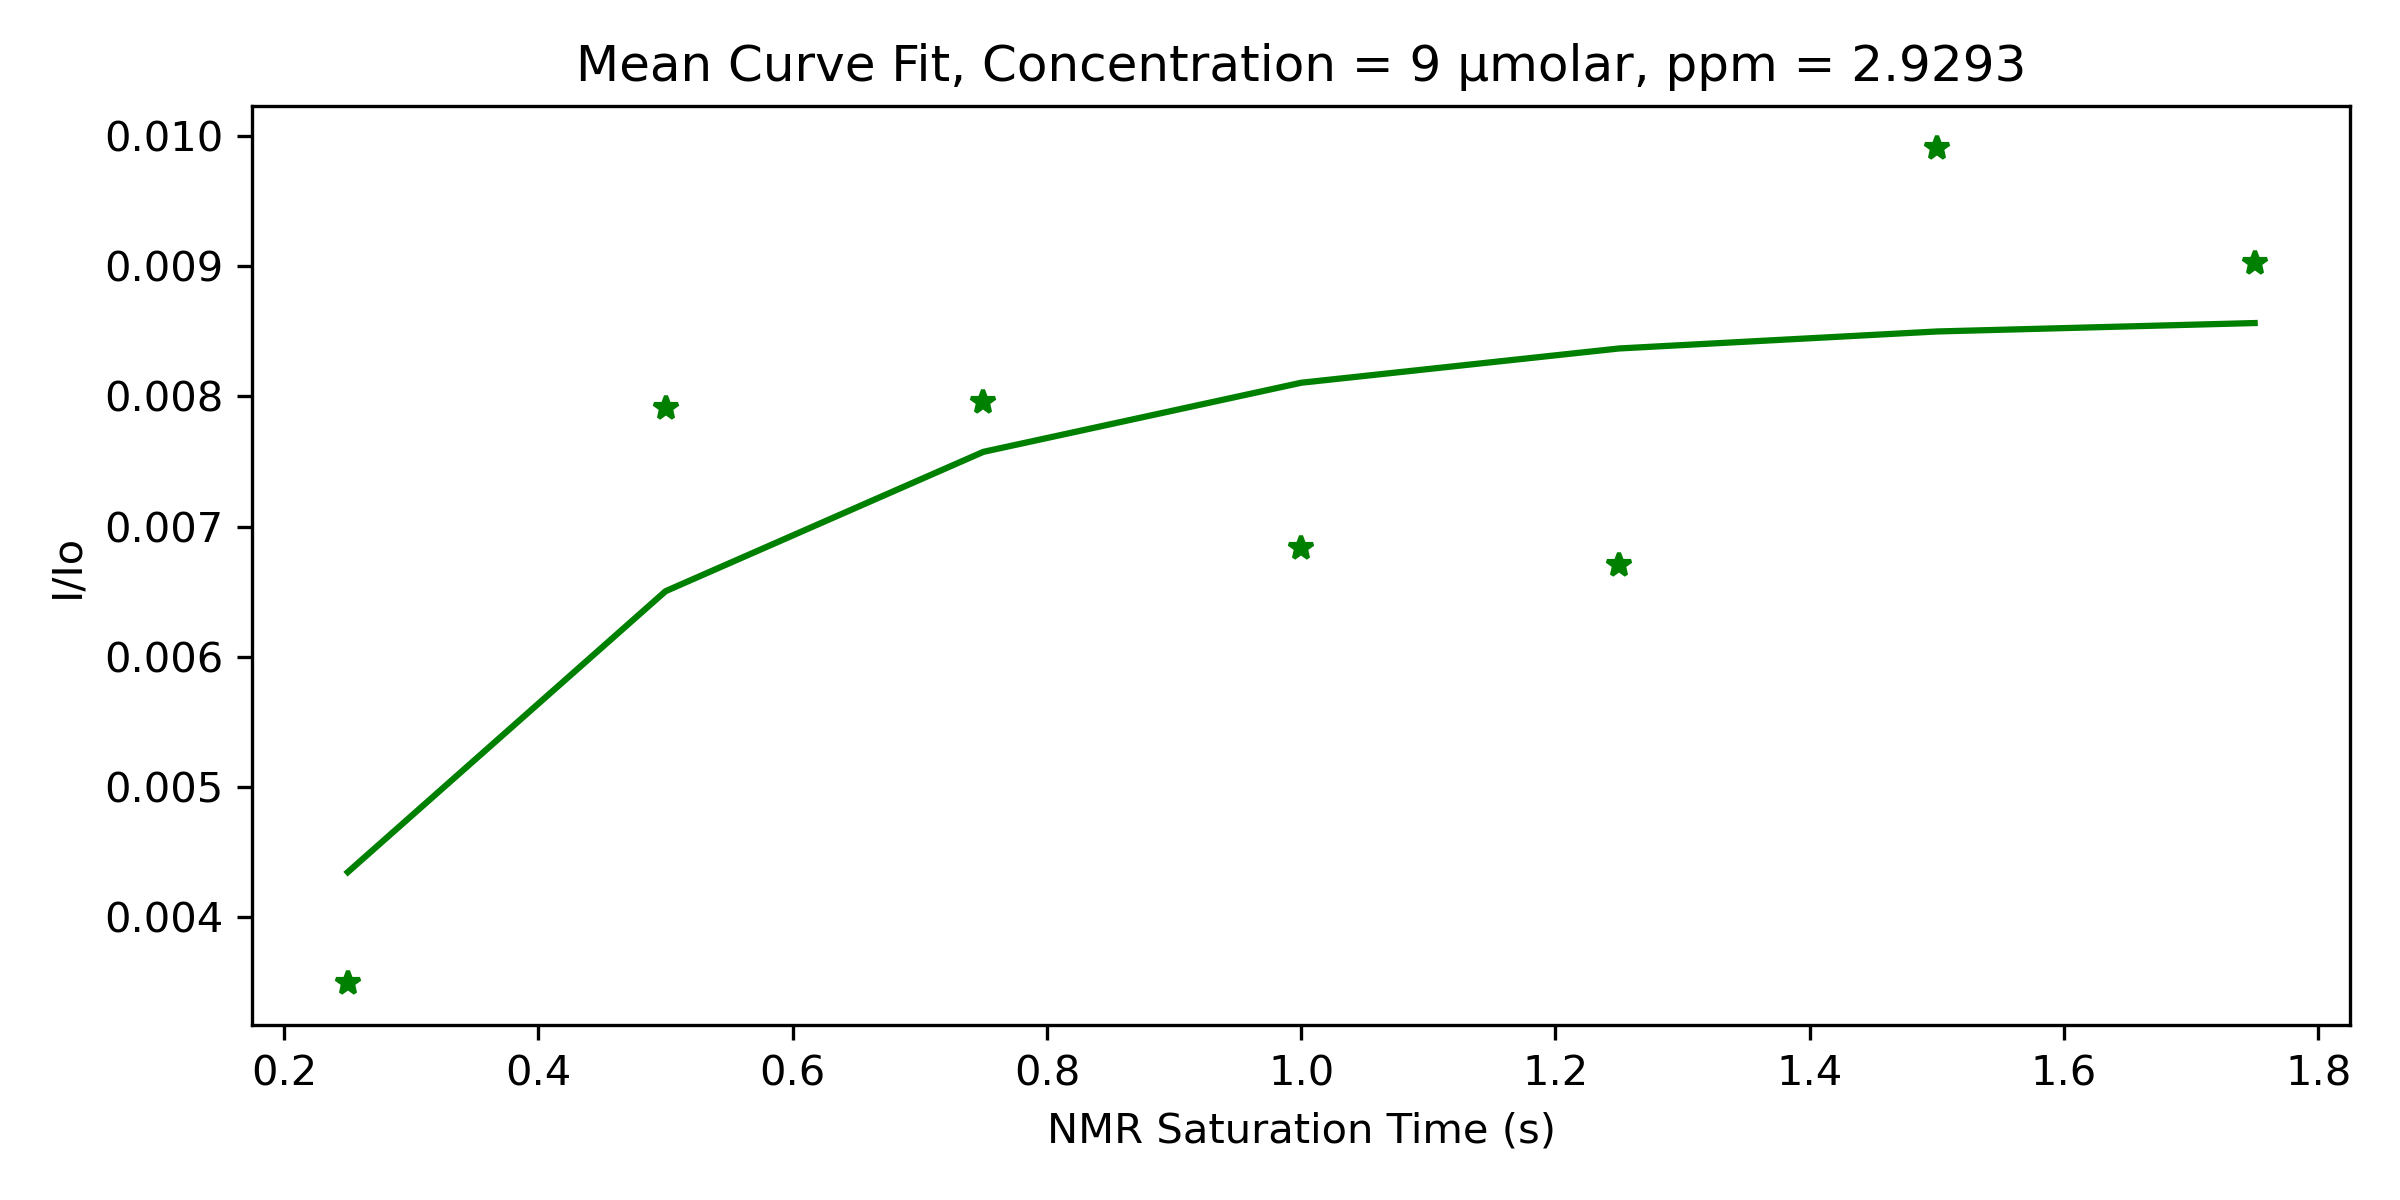 Mean Curve Fit, Concentration = 9 μmolar, ppm = 2.9293
0.010
0.009
0.008
0.007
0.006
0.005
0.004
I/Io
0.2 0.4 0.6 0.8 1.0 1.2 1.4 1.6 1.8
NMR Saturation Time (s)